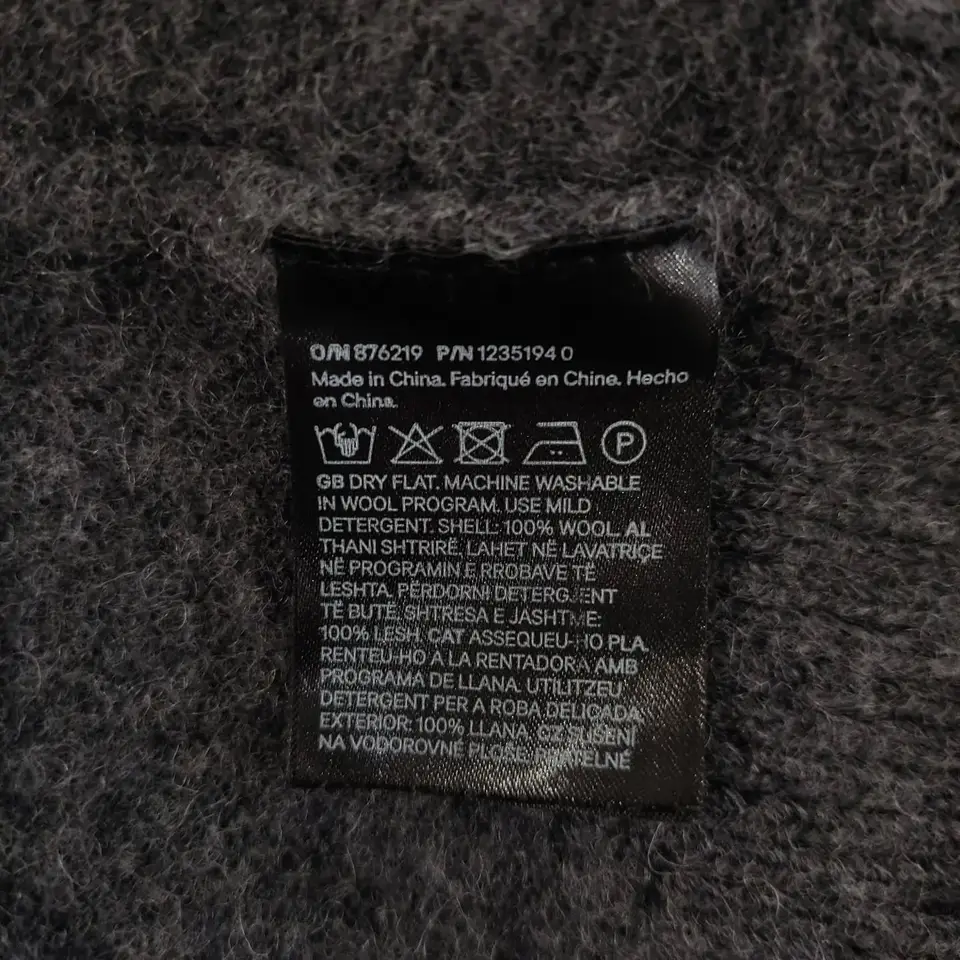 O/N 876219 P/N 1235194 0
Made in China. Fabriqué en Chine. Hecho
en China.
P
GB DRY FLAT. MACHINE WASHABLE
IN WOOL PROGRAM. USE MILD
DETERGENT. SHELL: 100% WOOL. AL
THANI SHTRIRË. LAHET NË LAVATRICE
NË PROGRAMIN E RROBAVE TË
LESHTA. PËRDORNI DETERGJENT
TË BUTË. SHTRESA E JASHTME:
100% LESH. CAT ASSEQUEU-HO PLA.
RENTEU-HO A LA RENTADORA AMB
PROGRAMA DE LLANA. UTILITZEU
DETERGENT PER A ROBA DELICADA.
EXTERIOR: 100% LLANA. CZ SUŠENÍ
NA VODOROVNÉ PLOŠE.